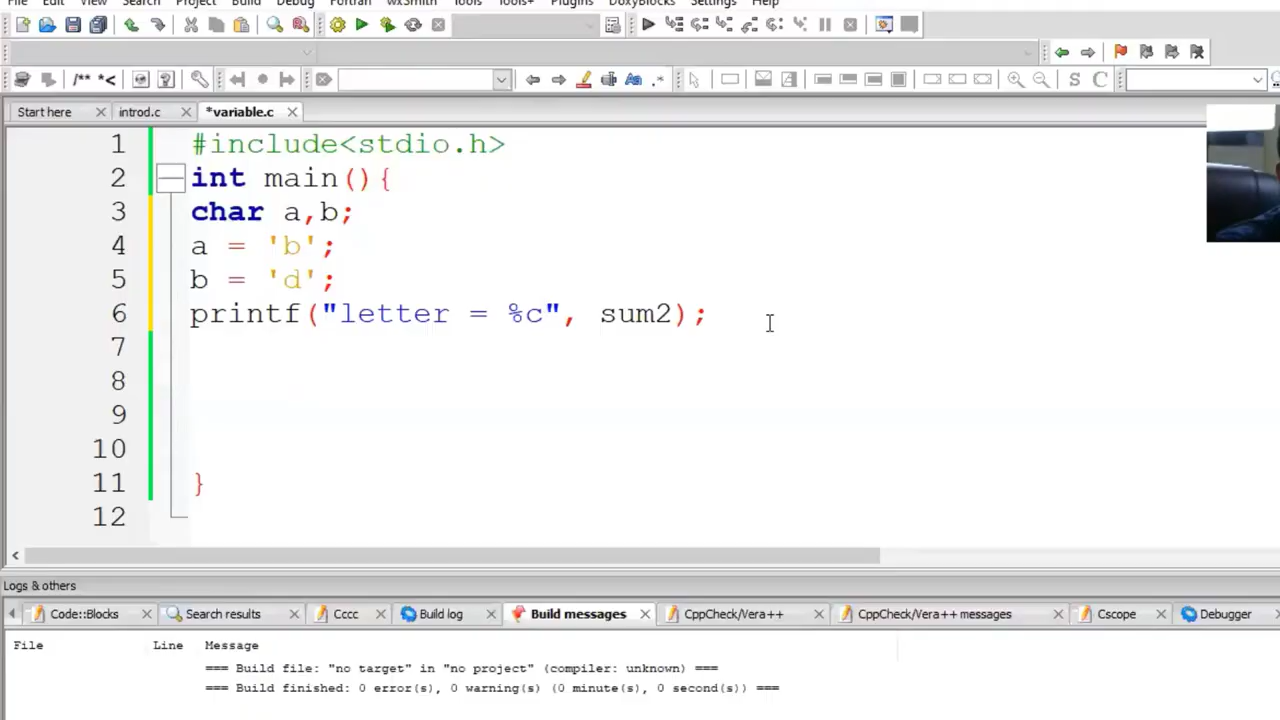 File Edit View Search Project Build Debug Fortran wxSmith Tools Tools+ Plugins DoxyBlocks Settings Help
/** *<
Aa .*
S C
Start here introd.c *variable.c
1 #include<stdio.h>
2 int main(){
3 char a,b;
4 a = 'b';
5 b = 'd';
6 printf("letter = %c", sum2);
7
8
9
10
11 }
12
Logs & others
Code::Blocks Search results Cccc Build log Build messages CppCheck/Vera++ CppCheck/Vera++ messages Cscope Debugger
File Line Message
=== Build file: "no target" in "no project" (compiler: unknown) ===
=== Build finished: 0 error(s), 0 warning(s) (0 minute(s), 0 second(s)) ===